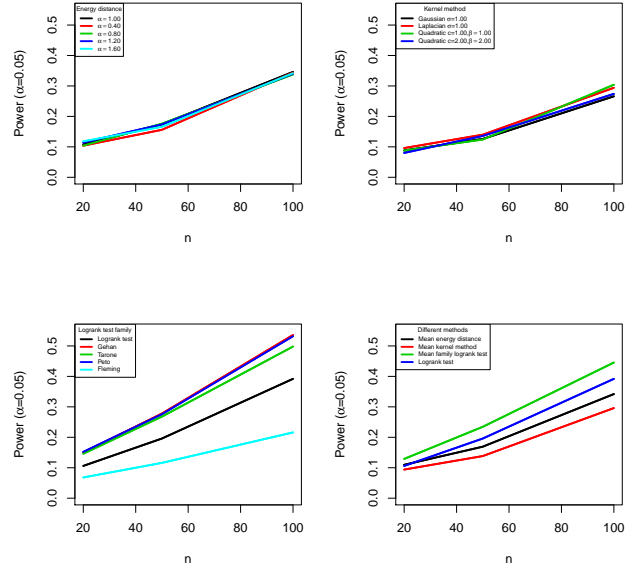 Energy distance
α = 1.00
α = 0.40
α = 0.80
α = 1.20
α = 1.60
Power (α=0.05)
0.0 0.1 0.2 0.3 0.4 0.5
20 40 60 80 100
n
Kernel method
Gaussian σ=1.00
Laplacian σ=1.00
Quadratic c=1.00,β = 1.00
Quadratic c=2.00,β = 2.00
Power (α=0.05)
0.0 0.1 0.2 0.3 0.4 0.5
20 40 60 80 100
n
Logrank test family
Logrank test
Gehan
Tarone
Peto
Fleming
Power (α=0.05)
0.0 0.1 0.2 0.3 0.4 0.5
20 40 60 80 100
n
Different methods
Mean energy distance
Mean kernel method
Mean family logrank test
Logrank test
Power (α=0.05)
0.0 0.1 0.2 0.3 0.4 0.5
20 40 60 80 100
n